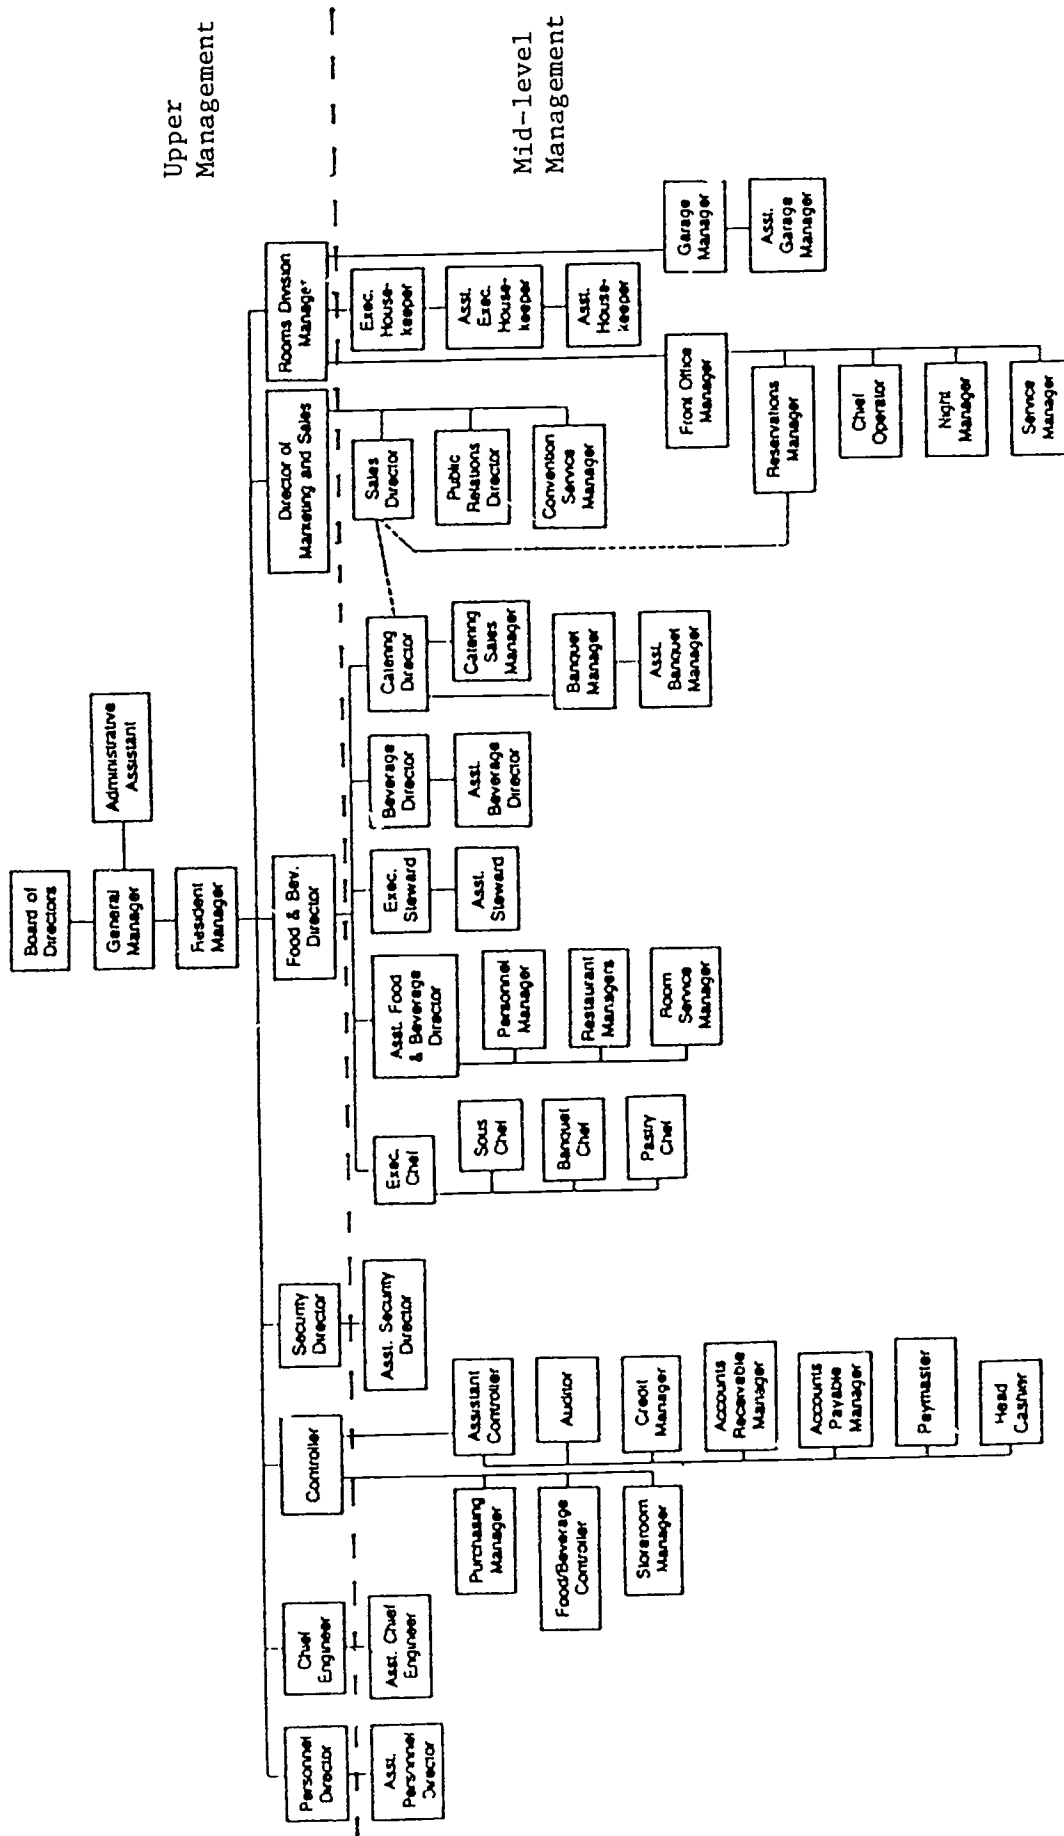 Board of
Directors
General
Manager
Administrative
Assistant
Resident
Manager
Upper
Management
Personnel
Director
Chief
Engineer
Controller
Security
Director
Food & Bev.
Director
Director of
Marketing and Sales
Rooms Division
Manager
Mid-level
Management
Asst.
Personnel
Director
Asst. Chief
Engineer
Purchasing
Manager
Food/Beverage
Controller
Storeroom
Manager
Assistant
Controller
Auditor
Credit
Manager
Accounts
Receivable
Manager
Accounts
Payable
Manager
Paymaster
Head
Cashier
Asst. Security
Director
Exec.
Chef
Sous
Chef
Banquet
Chef
Pastry
Chef
Asst. Food
& Beverage
Director
Personnel
Manager
Restaurant
Managers
Room
Service
Manager
Exec.
Steward
Asst.
Steward
Beverage
Director
Asst.
Beverage
Director
Catering
Director
Catering
Sales
Manager
Banquet
Manager
Asst.
Banquet
Manager
Sales
Director
Public
Relations
Director
Convention
Service
Manager
Exec.
House-
keeper
Asst.
Exec.
House-
keeper
Asst.
House-
keeper
Front Office
Manager
Reservations
Manager
Chief
Operator
Night
Manager
Service
Manager
Garage
Manager
Asst.
Garage
Manager